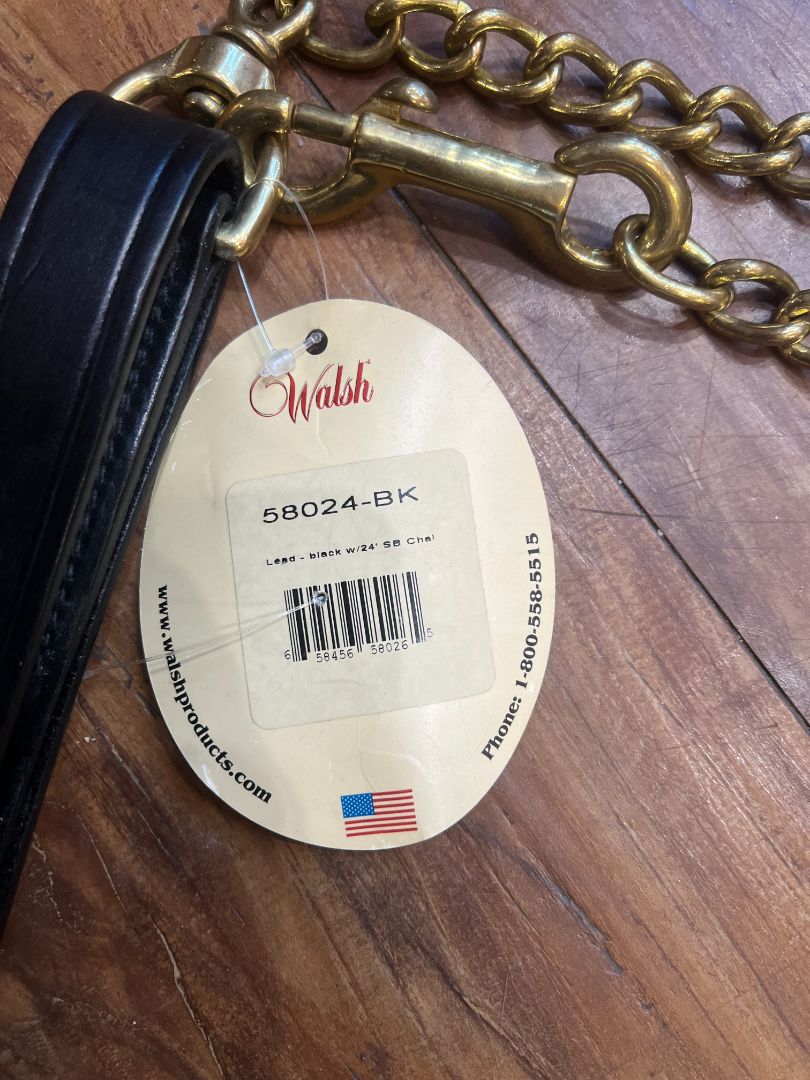 Walsh
58024-BK
Lead - black w/24' SB Chai
6 58456 58026 5
www.walshproducts.com
Phone: 1-800-558-5515